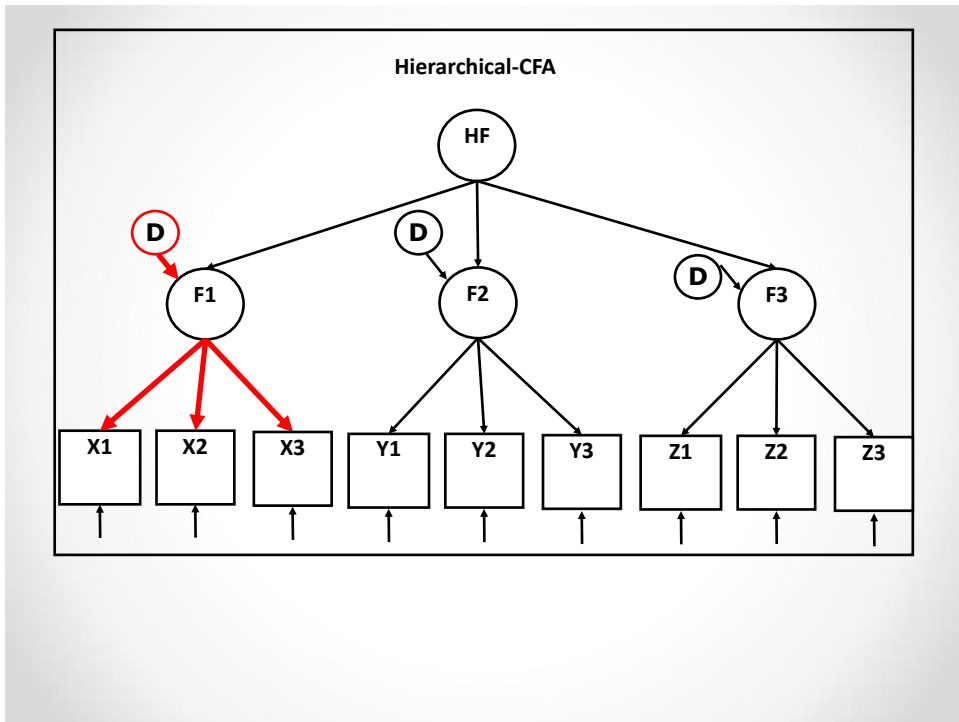 Hierarchical-CFA
HF
D
D
D
F1
F2
F3
X1
X2
X3
Y1
Y2
Y3
Z1
Z2
Z3